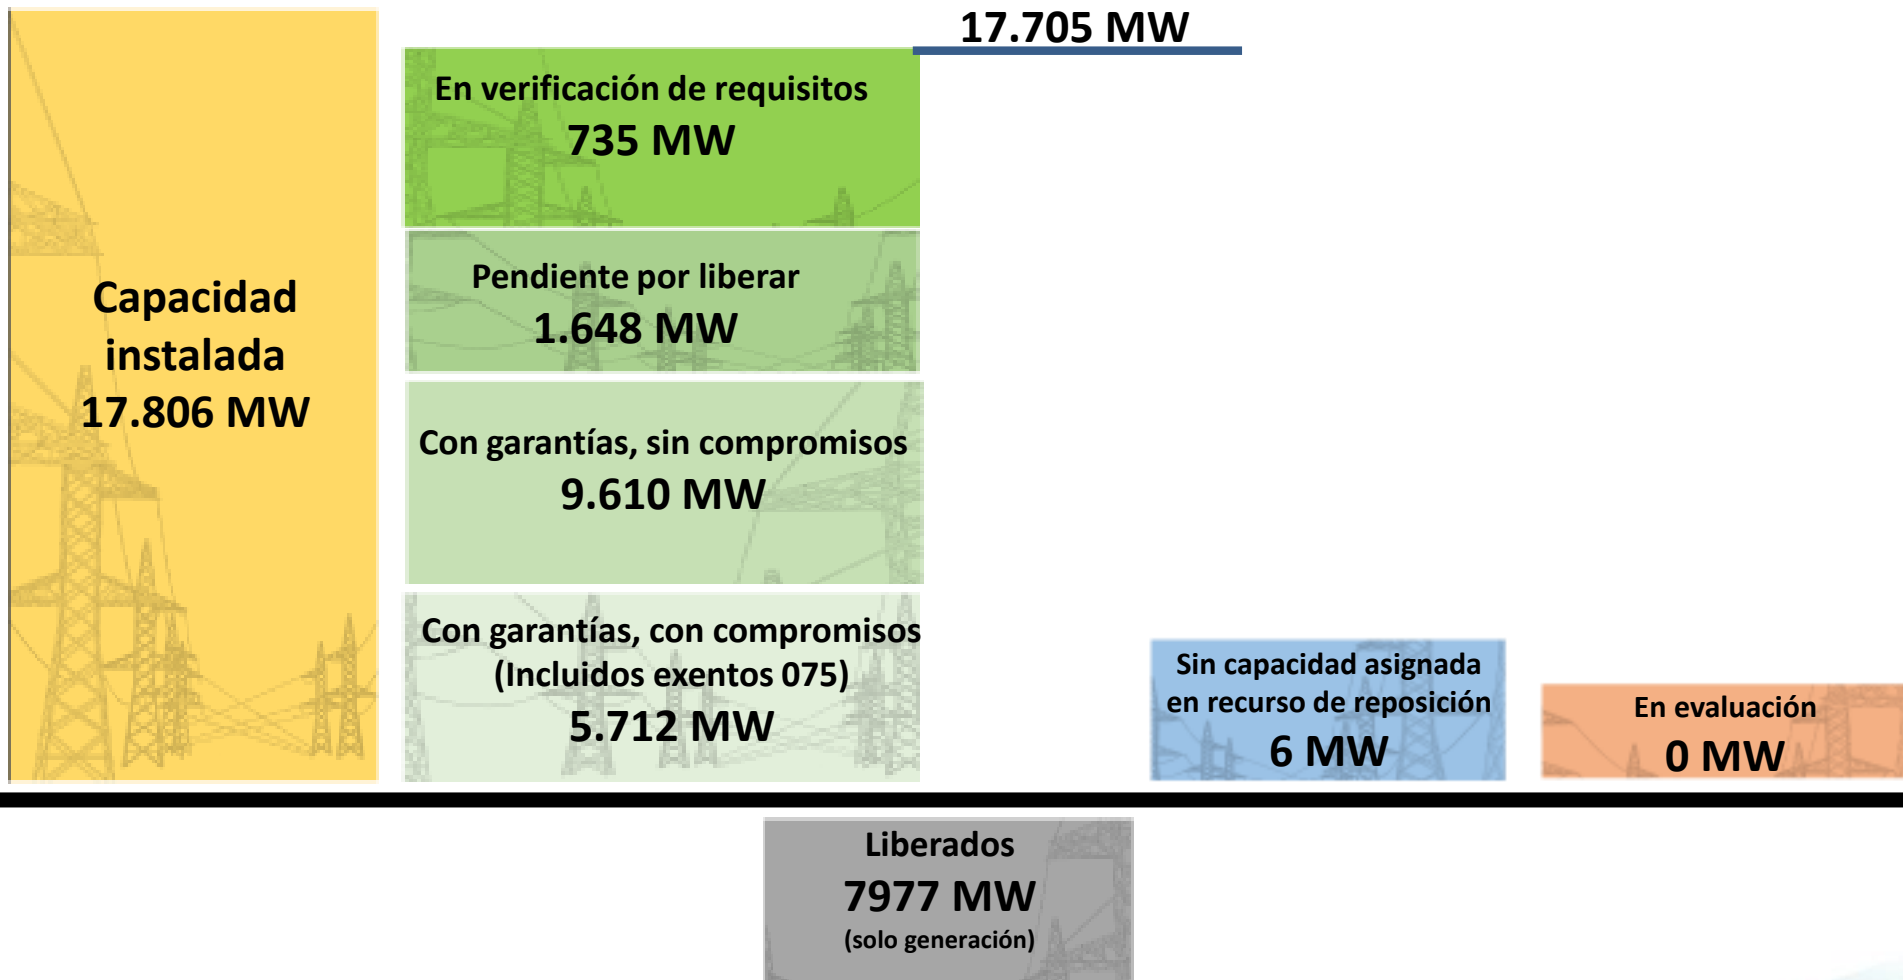 17.705 MW
Capacidad
instalada
17.806 MW
En verificación de requisitos
735 MW
Pendiente por liberar
1.648 MW
Con garantías, sin compromisos
9.610 MW
Con garantías, con compromisos
(Incluidos exentos 075)
5.712 MW
Sin capacidad asignada
en recurso de reposición
6 MW
En evaluación
0 MW
Liberados
7977 MW
(solo generación)